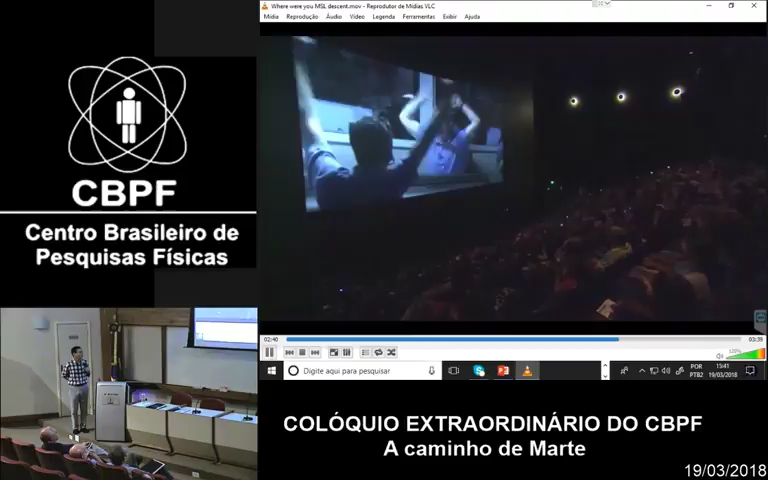 Where were you MSL descent.mov - Reprodutor de Mídias VLC
Mídia Reprodução Áudio Vídeo Legenda Ferramentas Exibir Ajuda
CBPF
Centro Brasileiro de
Pesquisas Físicas
02:40
03:39
120%
Digite aqui para pesquisar
POR
PTB2
15:41
19/03/2018
COLÓQUIO EXTRAORDINÁRIO DO CBPF
A caminho de Marte
19/03/2018